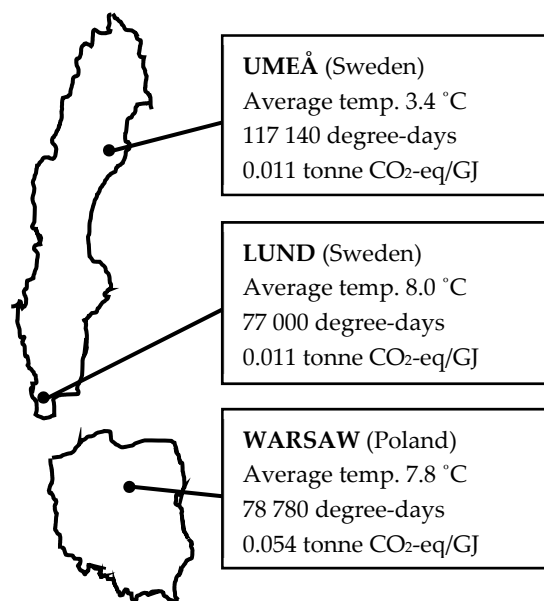 UMEÅ (Sweden)
Average temp. 3.4 ˚C
117 140 degree-days
0.011 tonne CO₂-eq/GJ
LUND (Sweden)
Average temp. 8.0 ˚C
77 000 degree-days
0.011 tonne CO₂-eq/GJ
WARSAW (Poland)
Average temp. 7.8 ˚C
78 780 degree-days
0.054 tonne CO₂-eq/GJ